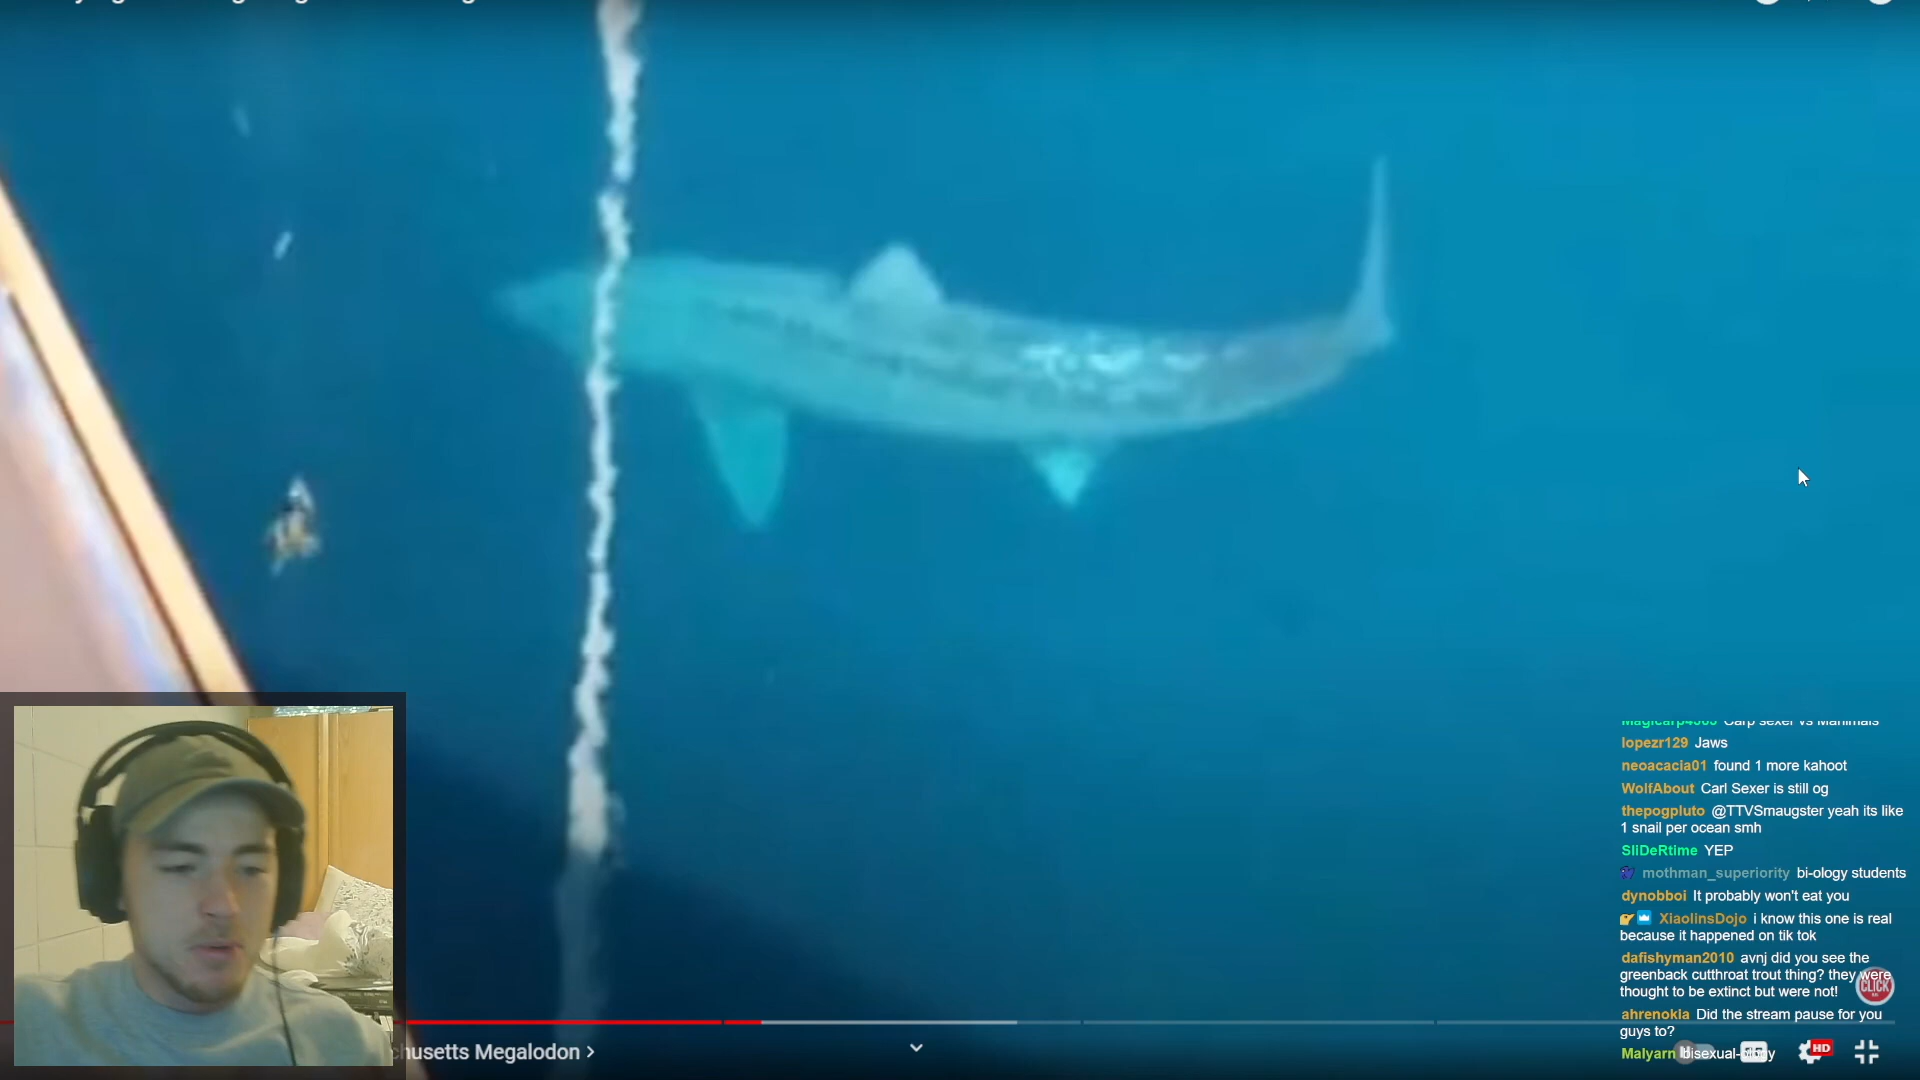 lopezr129 Jaws
neoacacia01 found 1 more kahoot
WolfAbout Carl Sexer is still og
thepogpluto @TTVSmaugster yeah its like
1 snail per ocean smh
SliDeRtime YEP
mothman_superiority bi-ology students
dynobboi It probably won't eat you
XiaolinsDojo i know this one is real
because it happened on tik tok
dafishyman2010 avnj did you see the
greenback cutthroat trout thing? they were
thought to be extinct but were not!
CLICK
ahrenokla Did the stream pause for you
guys to?
husetts Megalodon >
Malyarn
HD